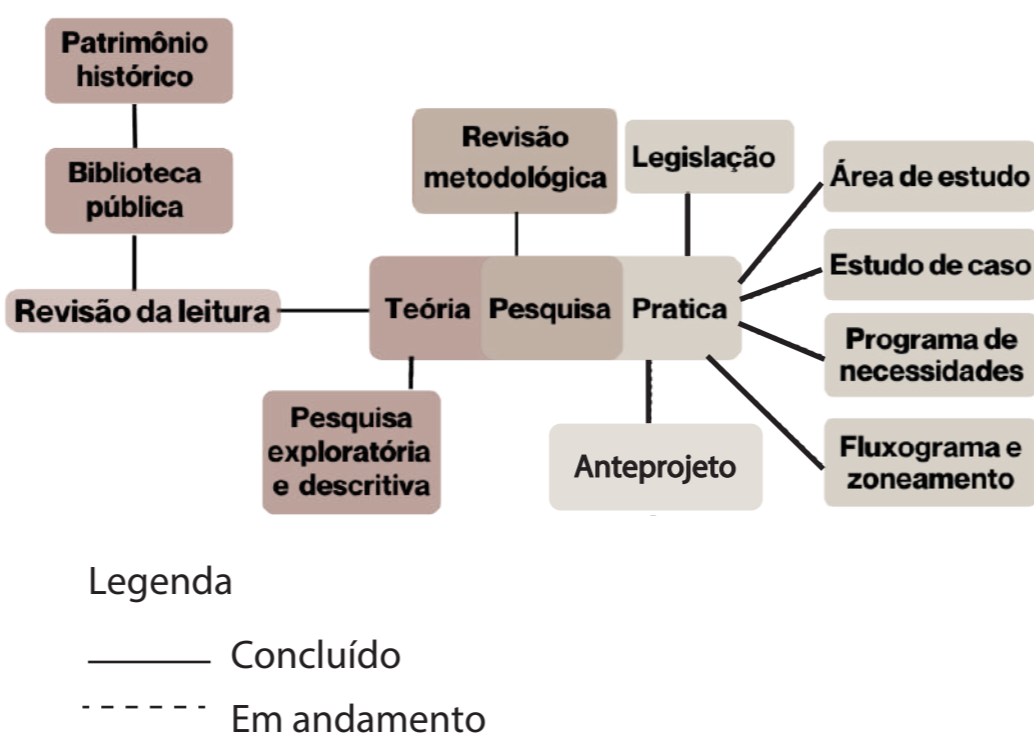 Patrimônio
histórico
Biblioteca
pública
Revisão da leitura
Teória
Pesquisa
Pratica
Revisão
metodológica
Legislação
Pesquisa
exploratória
e descritiva
Anteprojeto
Área de estudo
Estudo de caso
Programa de
necessidades
Fluxograma e
zoneamento
Legenda
Concluído
Em andamento